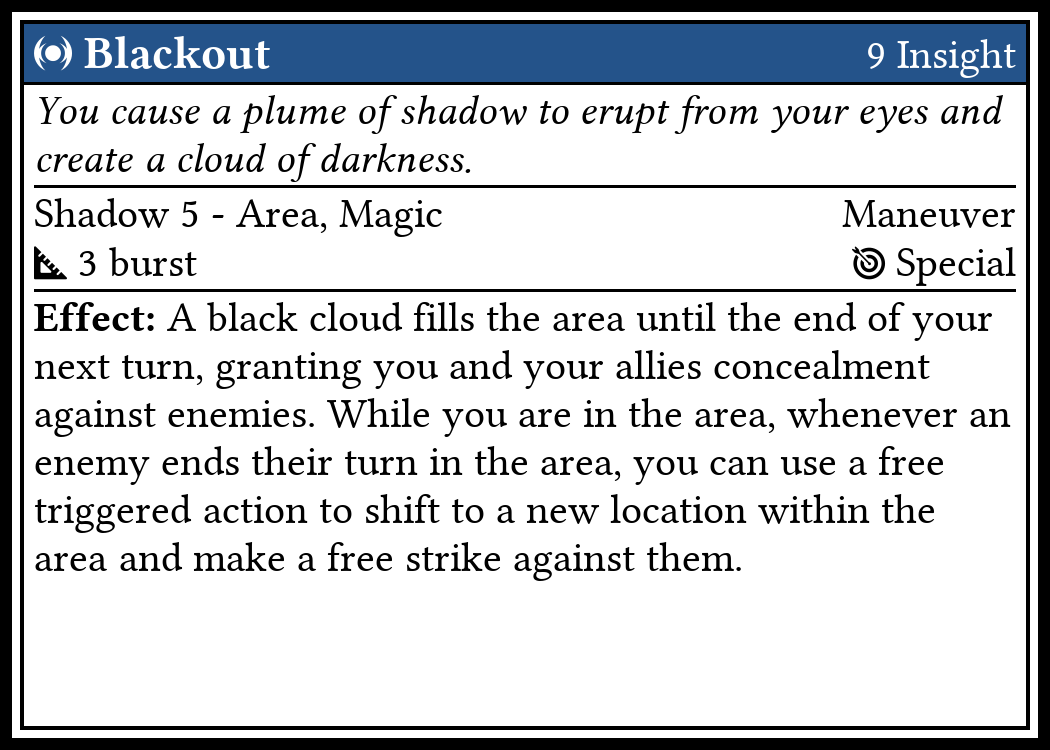 Blackout 9 Insight
You cause a plume of shadow to erupt from your eyes and
create a cloud of darkness.
Shadow 5 - Area, Magic Maneuver
3 burst Special
Effect: A black cloud fills the area until the end of your
next turn, granting you and your allies concealment
against enemies. While you are in the area, whenever an
enemy ends their turn in the area, you can use a free
triggered action to shift to a new location within the
area and make a free strike against them.